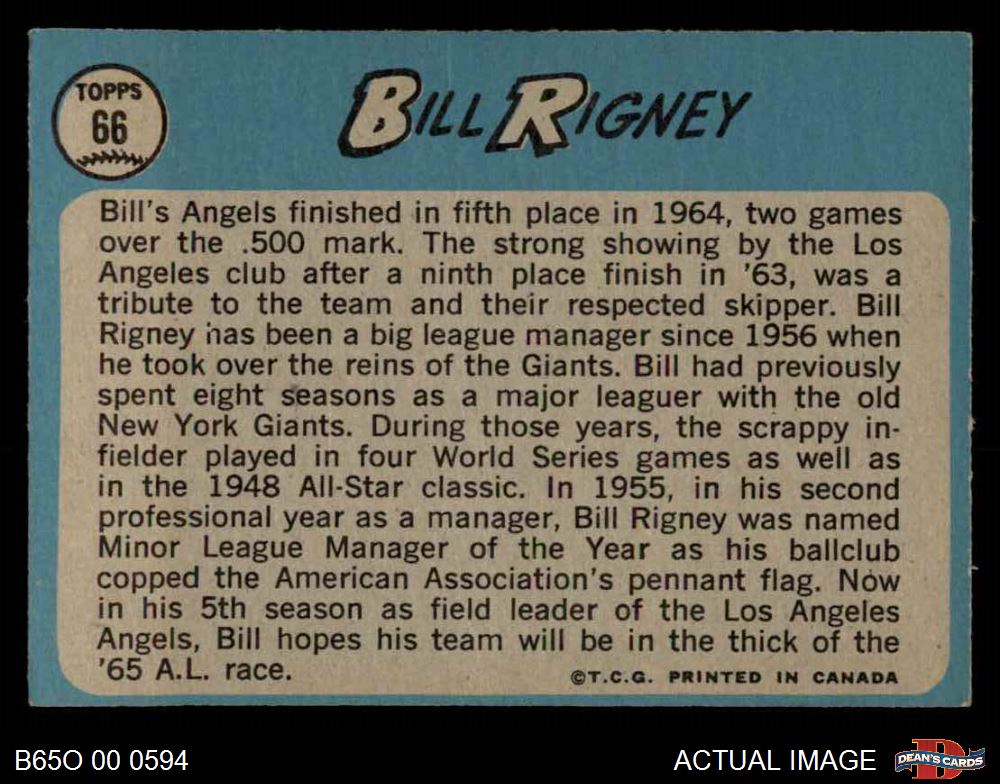 TOPPS
66
BILL RIGNEY
Bill's Angels finished in fifth place in 1964, two games
over the .500 mark. The strong showing by the Los
Angeles club after a ninth place finish in '63, was a
tribute to the team and their respected skipper. Bill
Rigney has been a big league manager since 1956 when
he took over the reins of the Giants. Bill had previously
spent eight seasons as a major leaguer with the old
New York Giants. During those years, the scrappy in-
fielder played in four World Series games as well as
in the 1948 All-Star classic. In 1955, in his second
professional year as a manager, Bill Rigney was named
Minor League Manager of the Year as his ballclub
copped the American Association's pennant flag. Now
in his 5th season as field leader of the Los Angeles
Angels, Bill hopes his team will be in the thick of the
'65 A.L. race.
©T.C.G. PRINTED IN CANADA
B65O 00 0594
ACTUAL IMAGE
D
DEAN'S CARDS